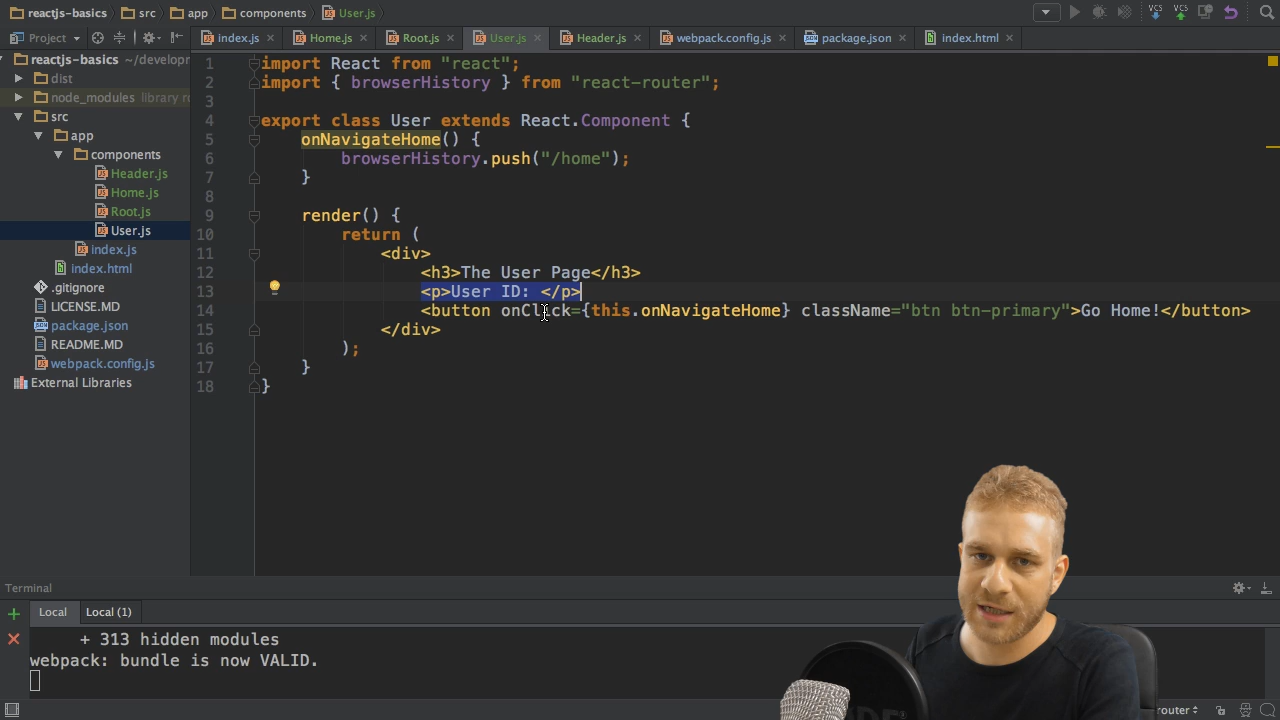 reactjs-basics src app components User.js
Project index.js Home.js Root.js User.js Header.js webpack.config.js package.json index.html
reactjs-basics ~/developr
dist
node_modules library ro
src
app
components
Header.js
Home.js
Root.js
User.js
index.js
index.html
.gitignore
LICENSE.MD
package.json
README.MD
webpack.config.js
External Libraries
1 import React from "react";
2 import { browserHistory } from "react-router";
3
4 export class User extends React.Component {
5 onNavigateHome() {
6 browserHistory.push("/home");
7 }
8
9 render() {
10 return (
11 <div>
12 <h3>The User Page</h3>
13 <p>User ID: </p>
14 <button onClick={this.onNavigateHome} className="btn btn-primary">Go Home!</button>
15 </div>
16 );
17 }
18 }
Terminal
Local Local (1)
+ 313 hidden modules
webpack: bundle is now VALID.
router
VCS VCS